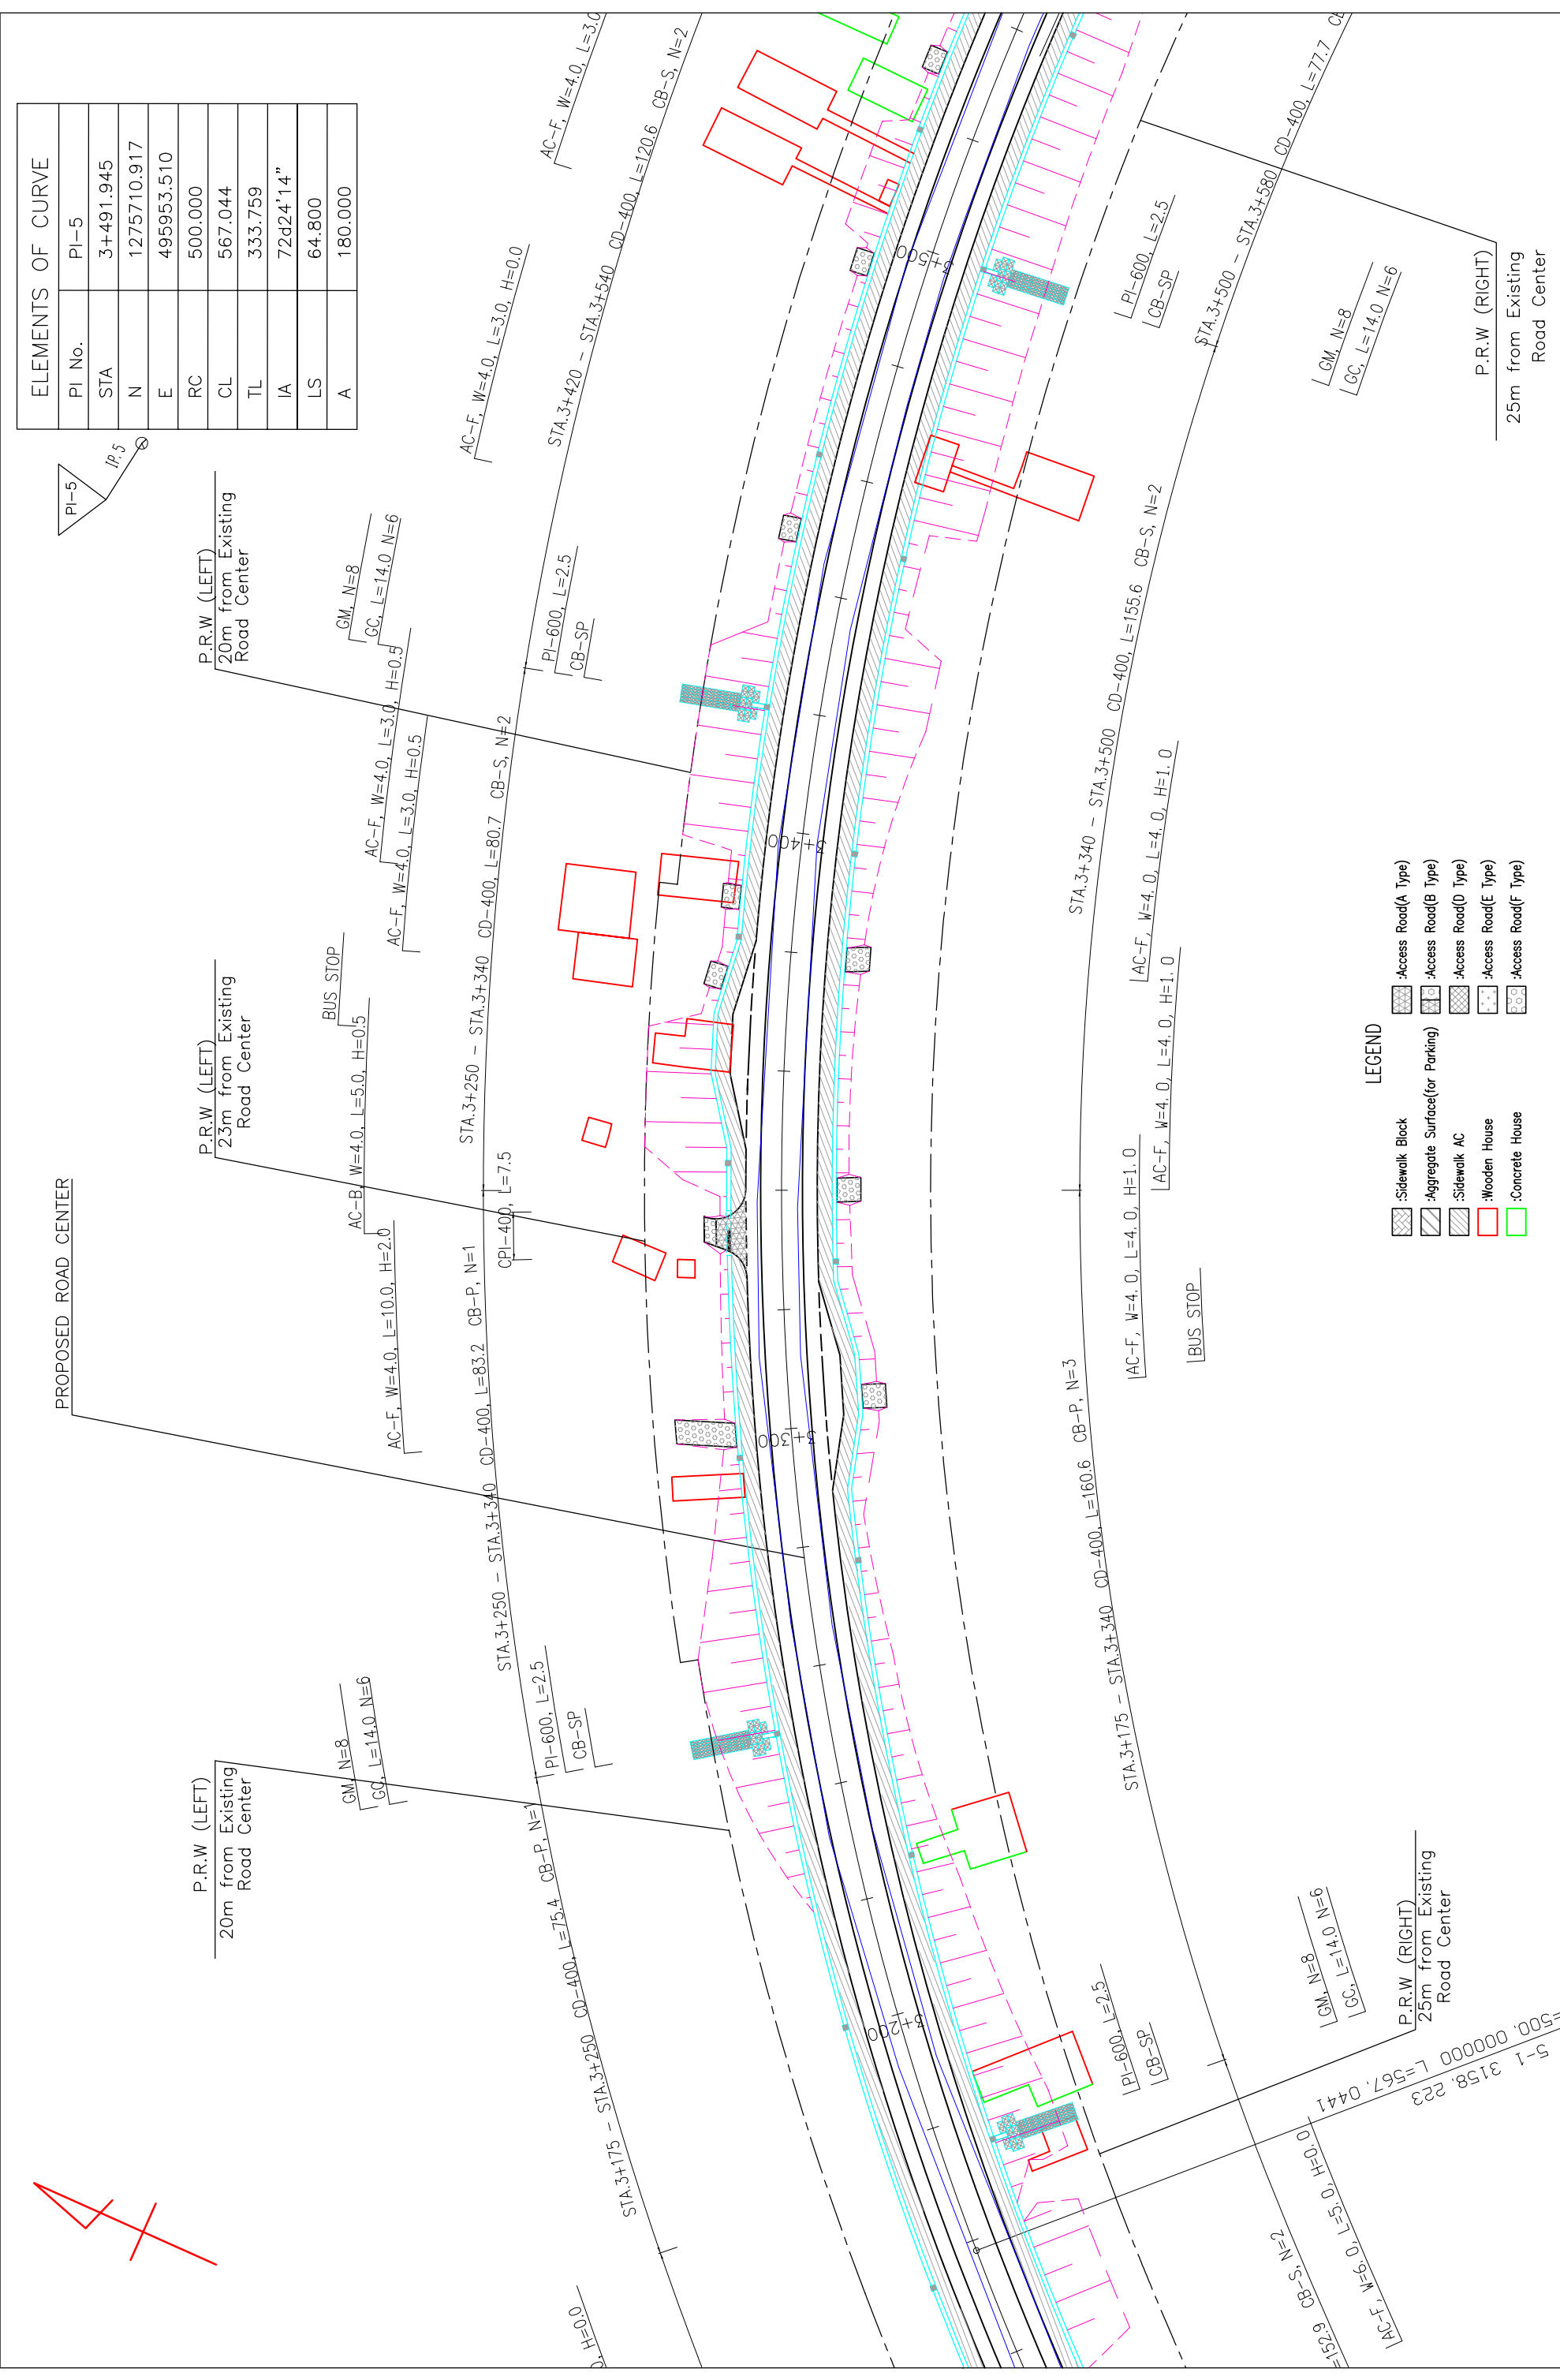 ELEMENTS OF CURVE
PI No. PI-5
STA 3+491.945
N 1275710.917
E 495953.510
RC 500.000
CL 567.044
TL 333.759
IA 72d24'14"
LS 64.800
A 180.000
PI-5
IP.5
PROPOSED ROAD CENTER
P.R.W (LEFT)
20m from Existing
Road Center
P.R.W (LEFT)
23m from Existing
Road Center
P.R.W (LEFT)
20m from Existing
Road Center
GM, N=8
GC, L=14.0 N=6
AC-F, W=4.0, L=10.0, H=2.0
AC-B, W=4.0, L=5.0, H=0.5
BUS STOP
AC-F, W=4.0, L=3.0, H=0.5
AC-F, W=4.0, L=3.0, H=0.5
GM, N=8
GC, L=14.0 N=6
AC-F, W=4.0, L=3.0, H=0.0
AC-F, W=4.0, L=3.0
, H=0.0
STA.3+175 - STA.3+250 CD-400, L=75.4 CB-P, N=1
STA.3+250 - STA.3+340 CD-400, L=83.2 CB-P, N=1
STA.3+250 - STA.3+340 CD-400, L=80.7 CB-S, N=2
STA.3+420 - STA.3+540 CD-400, L=120.6 CB-S, N=2
PI-600, L=2.5
CB-SP
CPI-400, L=7.5
PI-600, L=2.5
CB-SP
3+200
3+300
3+400
3+500
PI-600, L=2.5
CB-SP
PI-600, L=2.5
CB-SP
=152.9 CB-S, N=2
STA.3+175 - STA.3+340 CD-400, L=160.6 CB-P, N=3
STA.3+340 - STA.3+500 CD-400, L=155.6 CB-S, N=2
STA.3+500 - STA.3+580 CD-400, L=77.7 CB
AC-F, W=6.0, L=5.0, H=0.0
AC-F, W=4.0, L=4.0, H=1.0
BUS STOP
AC-F, W=4.0, L=4.0, H=1.0
AC-F, W=4.0, L=4.0, H=1.0
GM, N=8
GC, L=14.0 N=6
GM, N=8
GC, L=14.0 N=6
P.R.W (RIGHT)
25m from Existing
Road Center
P.R.W (RIGHT)
25m from Existing
Road Center
5-1 3158.223
=500.000000 L=567.0441
LEGEND
:Sidewalk Block
:Aggregate Surface(for Parking)
:Sidewalk AC
:Wooden House
:Concrete House
:Access Road(A Type)
:Access Road(B Type)
:Access Road(D Type)
:Access Road(E Type)
:Access Road(F Type)